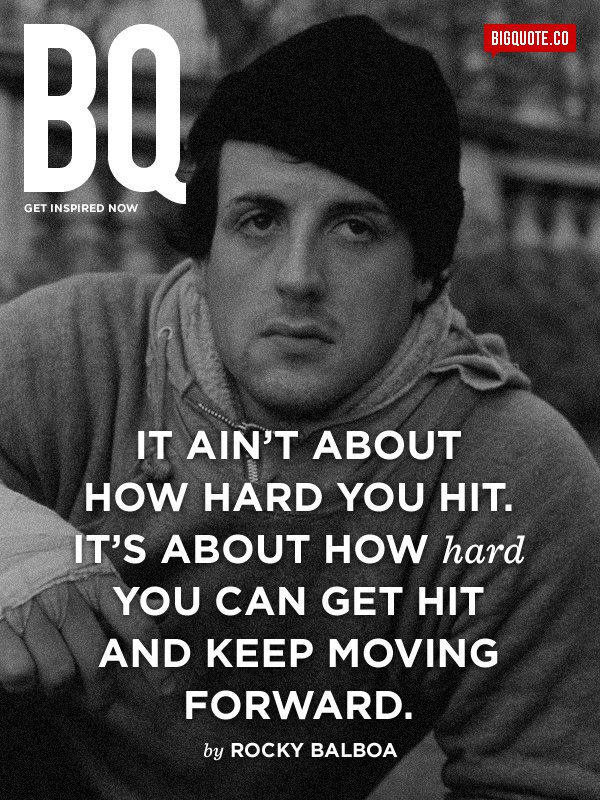 BQ
BIGQUOTE.CO
GET INSPIRED NOW
IT AIN’T ABOUT
HOW HARD YOU HIT.
IT’S ABOUT HOW hard
YOU CAN GET HIT
AND KEEP MOVING
FORWARD.
by ROCKY BALBOA